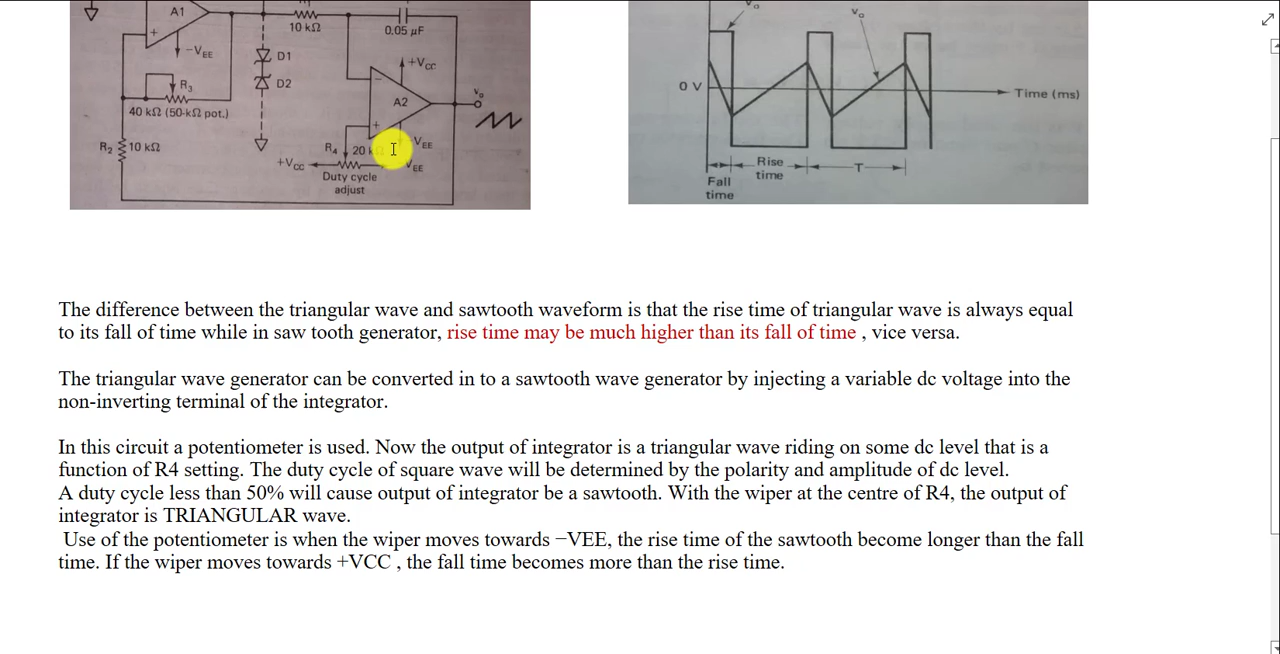 A1
10 kΩ
0.05 µF
+
-VEE
D1
+Vcc
R3
D2
-
A2
vo
40 kΩ (50-kΩ pot.)
+
R2 10 kΩ
R4 20 k
VEE
+Vcc
VEE
Duty cycle
adjust
vo
0 V
Time (ms)
Rise
time
T
Fall
time
The difference between the triangular wave and sawtooth waveform is that the rise time of triangular wave is always equal
to its fall of time while in saw tooth generator, rise time may be much higher than its fall of time , vice versa.
The triangular wave generator can be converted in to a sawtooth wave generator by injecting a variable dc voltage into the
non-inverting terminal of the integrator.
In this circuit a potentiometer is used. Now the output of integrator is a triangular wave riding on some dc level that is a
function of R4 setting. The duty cycle of square wave will be determined by the polarity and amplitude of dc level.
A duty cycle less than 50% will cause output of integrator be a sawtooth. With the wiper at the centre of R4, the output of
integrator is TRIANGULAR wave.
Use of the potentiometer is when the wiper moves towards −VEE, the rise time of the sawtooth become longer than the fall
time. If the wiper moves towards +VCC , the fall time becomes more than the rise time.